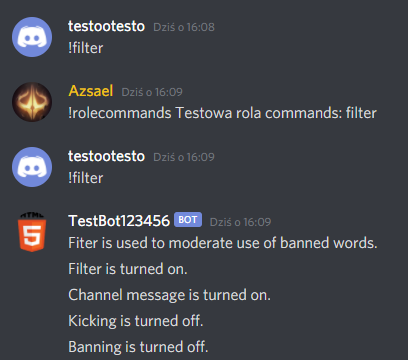 testootesto Dziś o 16:08
!filter
Azsael Dziś o 16:09
!rolecommands Testowa rola commands: filter
testootesto Dziś o 16:09
!filter
TestBot123456 BOT Dziś o 16:09
Fiter is used to moderate use of banned words.
Filter is turned on.
Channel message is turned on.
Kicking is turned off.
Banning is turned off.